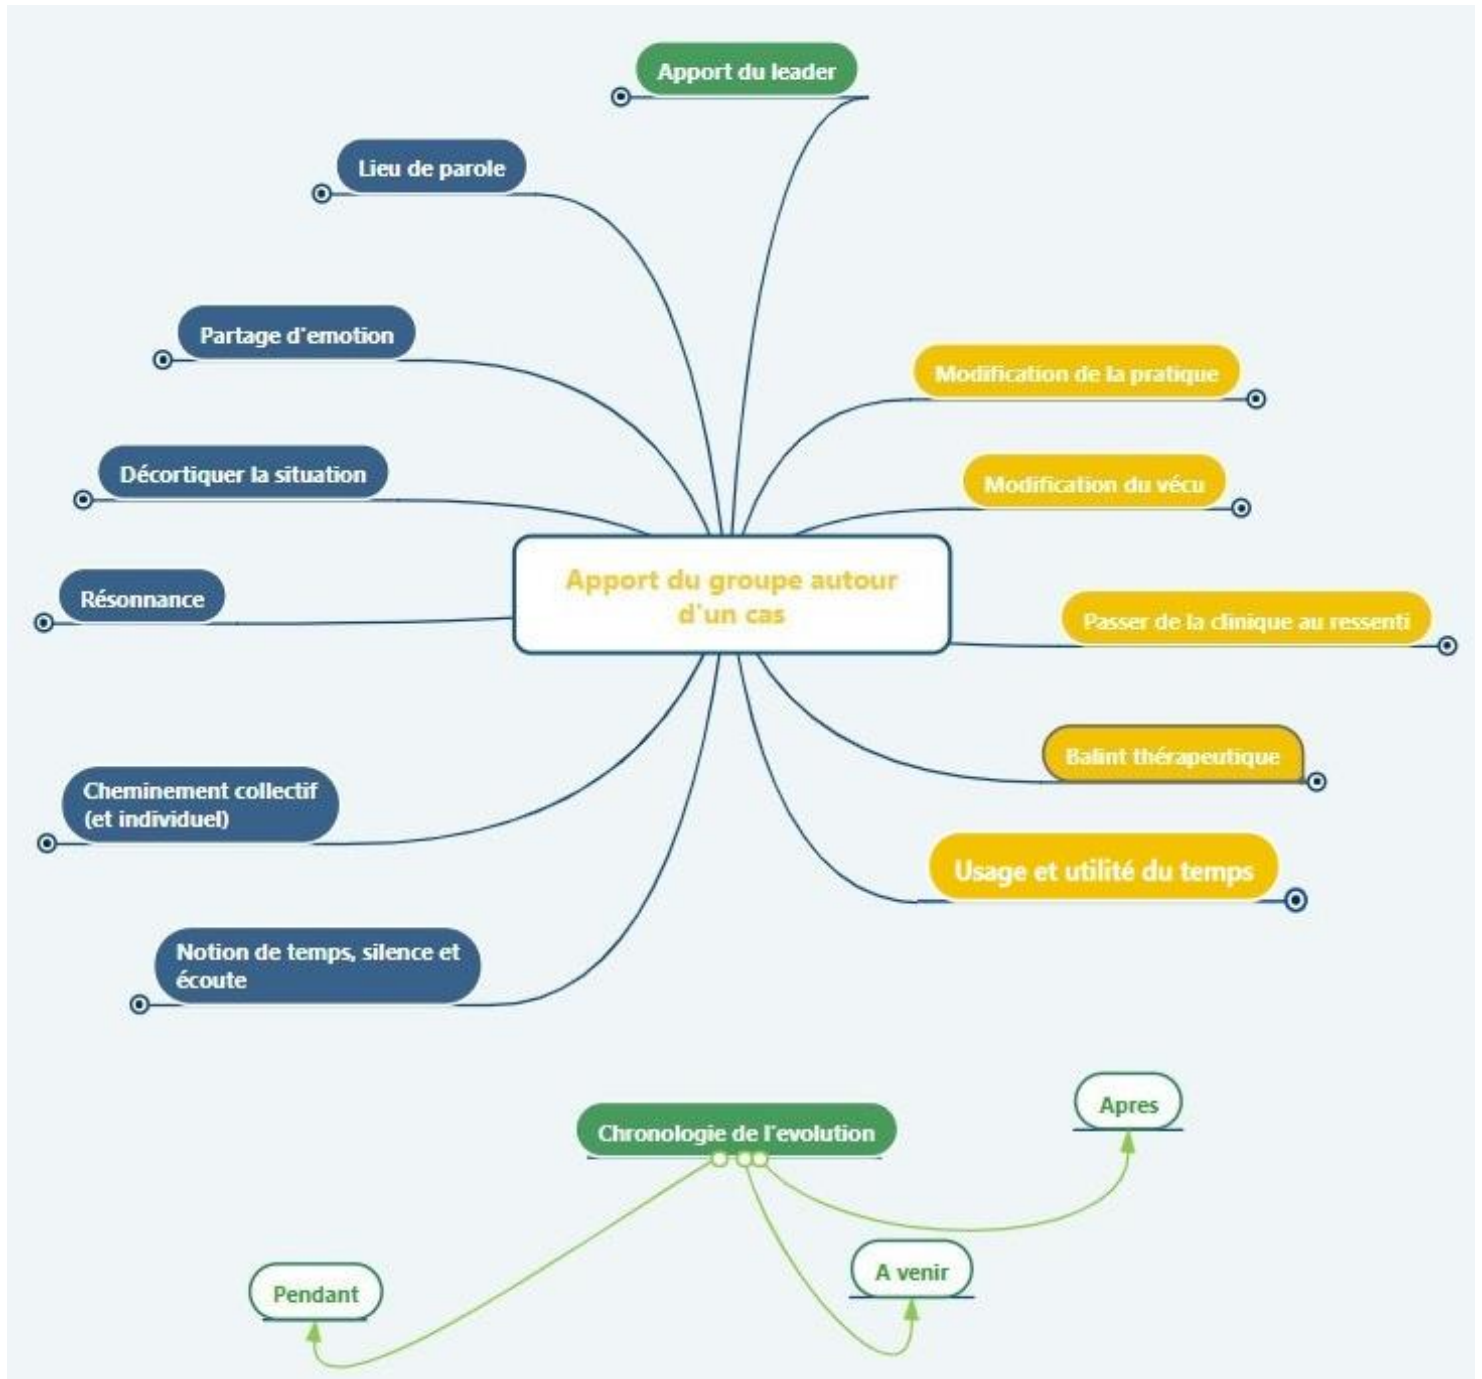 Apport du leader
Lieu de parole
Partage d'emotion
Modification de la pratique
Décortiquer la situation
Modification du vécu
Apport du groupe autour
d'un cas
Résonnance
Passer de la clinique au ressenti
Balint thérapeutique
Cheminement collectif
(et individuel)
Usage et utilité du temps
Notion de temps, silence et
écoute
Apres
Chronologie de l'evolution
A venir
Pendant